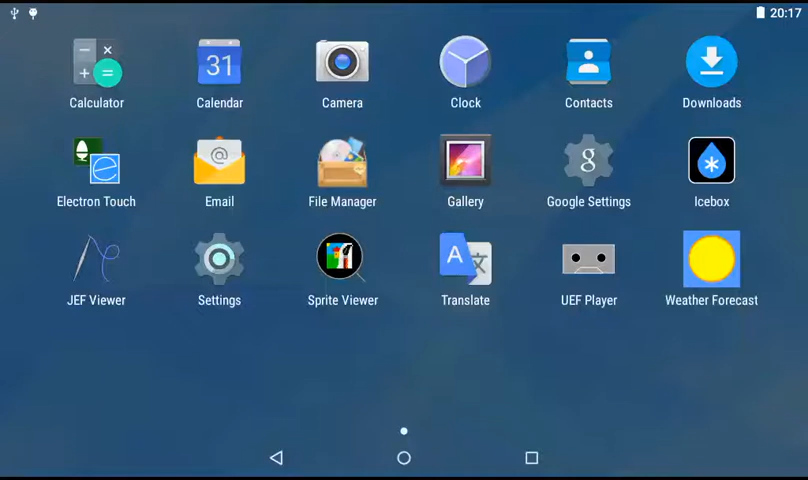 20:17
31
Calculator Calendar Camera Clock Contacts Downloads
@ g
Electron Touch Email File Manager Gallery Google Settings Icebox
A 文
JEF Viewer Settings Sprite Viewer Translate UEF Player Weather Forecast